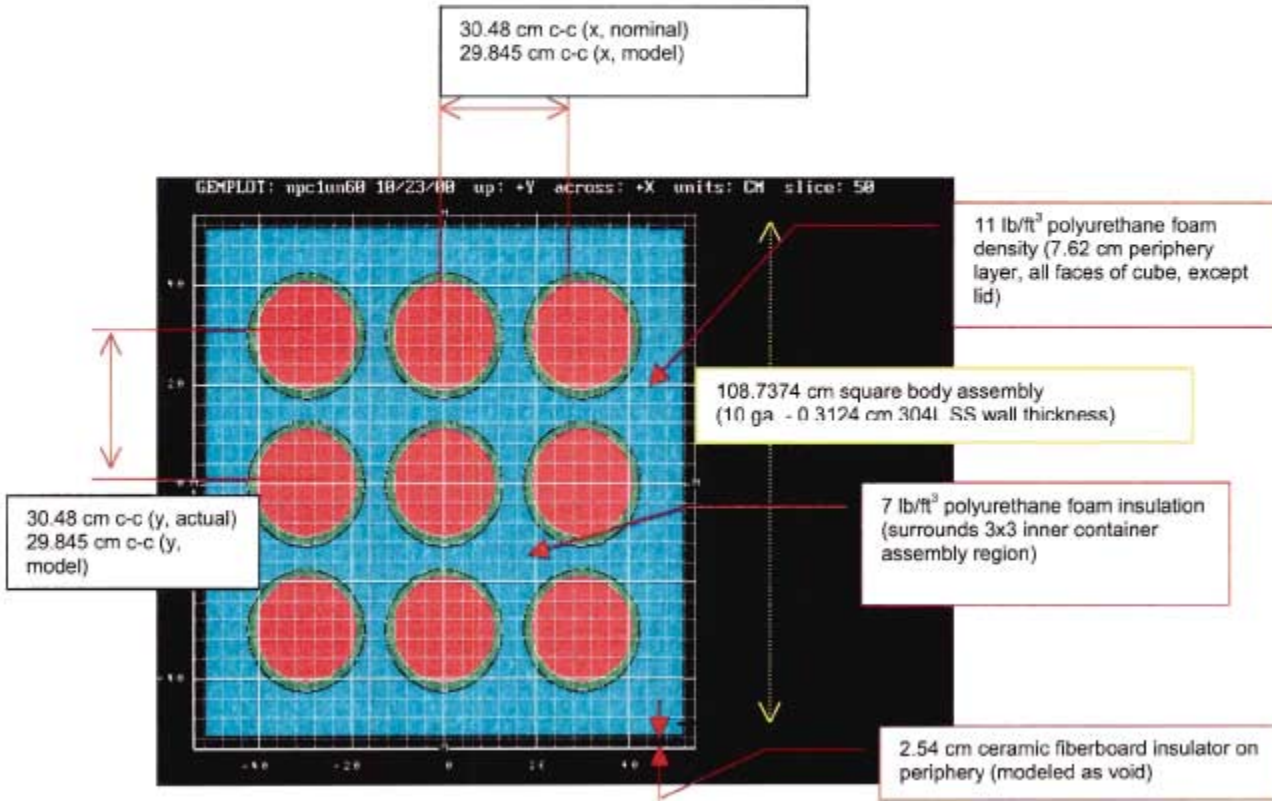 30.48 cm c-c (x, nominal)
29.845 cm c-c (x, model)
GEMPLOT: npc1un60 10/23/00 up: +Y across: +X units: CM slice: 50
11 lb/ft³ polyurethane foam
density (7.62 cm periphery
layer, all faces of cube, except
lid)
108.7374 cm square body assembly
(10 ga. - 0.3124 cm 304L SS wall thickness)
7 lb/ft³ polyurethane foam insulation
(surrounds 3x3 inner container
assembly region)
30.48 cm c-c (y, actual)
29.845 cm c-c (y,
model)
2.54 cm ceramic fiberboard insulator on
periphery (modeled as void)
40
20
0
-40
-40
-20
0
20
40